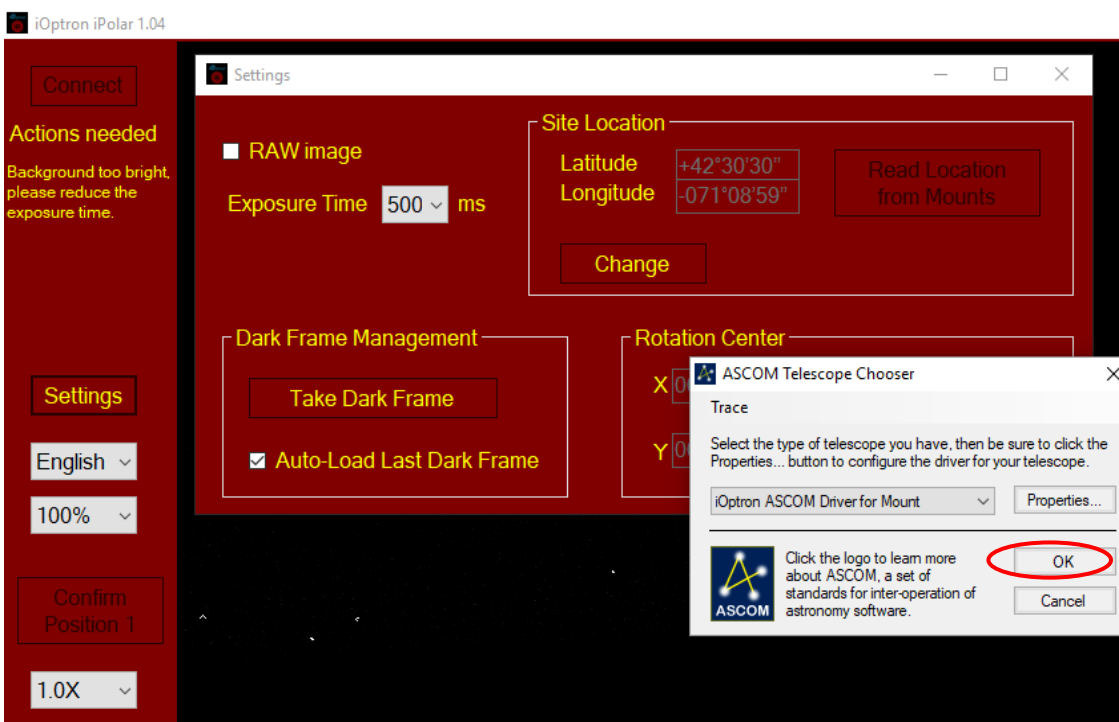 iOptron iPolar 1.04
Connect
Actions needed
Background too bright,
please reduce the
exposure time.
Settings
English
100%
Confirm
Position 1
1.0X
Settings
RAW image
Exposure Time 500 ms
Site Location
Latitude +42°30'30"
Longitude -071°08'59"
Read Location
from Mounts
Change
Dark Frame Management
Take Dark Frame
Auto-Load Last Dark Frame
Rotation Center
X
Y
ASCOM Telescope Chooser
Trace
Select the type of telescope you have, then be sure to click the
Properties... button to configure the driver for your telescope.
iOptron ASCOM Driver for Mount
Properties...
Click the logo to learn more
about ASCOM, a set of
standards for inter-operation of
astronomy software.
ASCOM
OK
Cancel